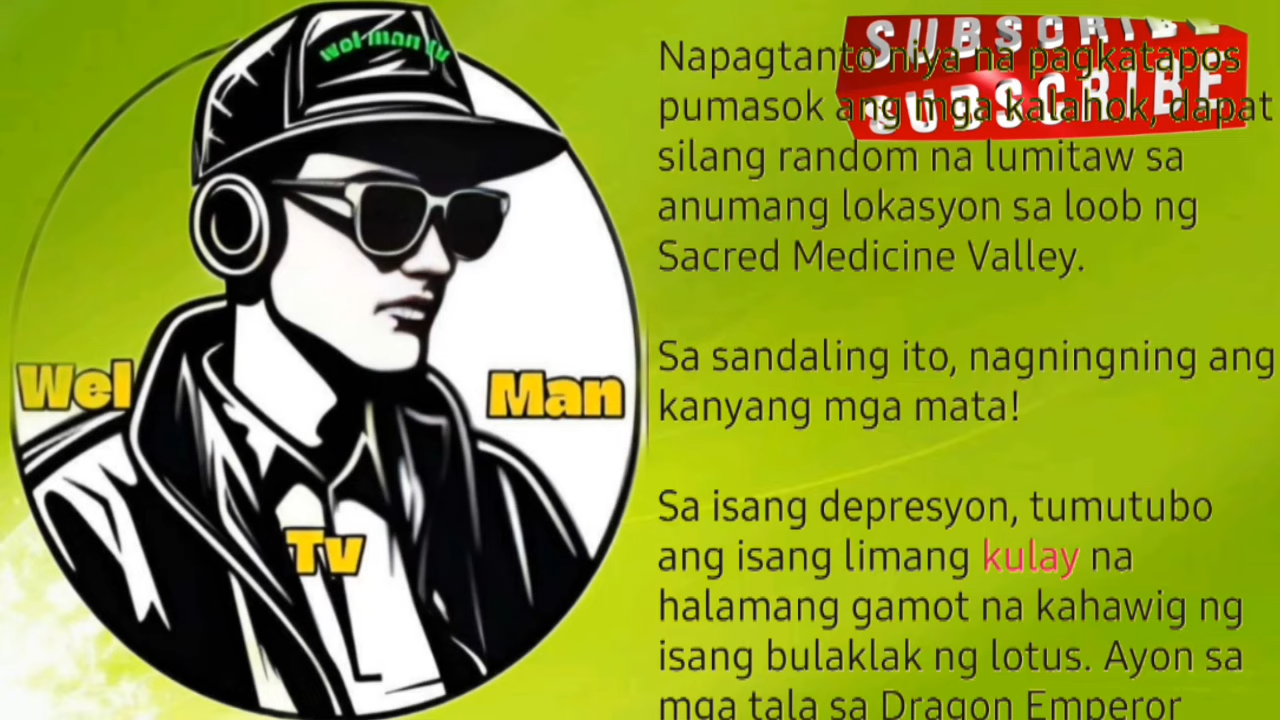 wel man tv
Wel
Man
Tv
SUBSCRIBE
SUBSCRIBE
Napagtanto niya na pagkatapos
pumasok ang mga kalahok, dapat
silang random na lumitaw sa
anumang lokasyon sa loob ng
Sacred Medicine Valley.
Sa sandaling ito, nagningning ang
kanyang mga mata!
Sa isang depresyon, tumutubo
ang isang limang kulay na
halamang gamot na kahawig ng
isang bulaklak ng lotus. Ayon sa
mga tala sa Dragon Emperor